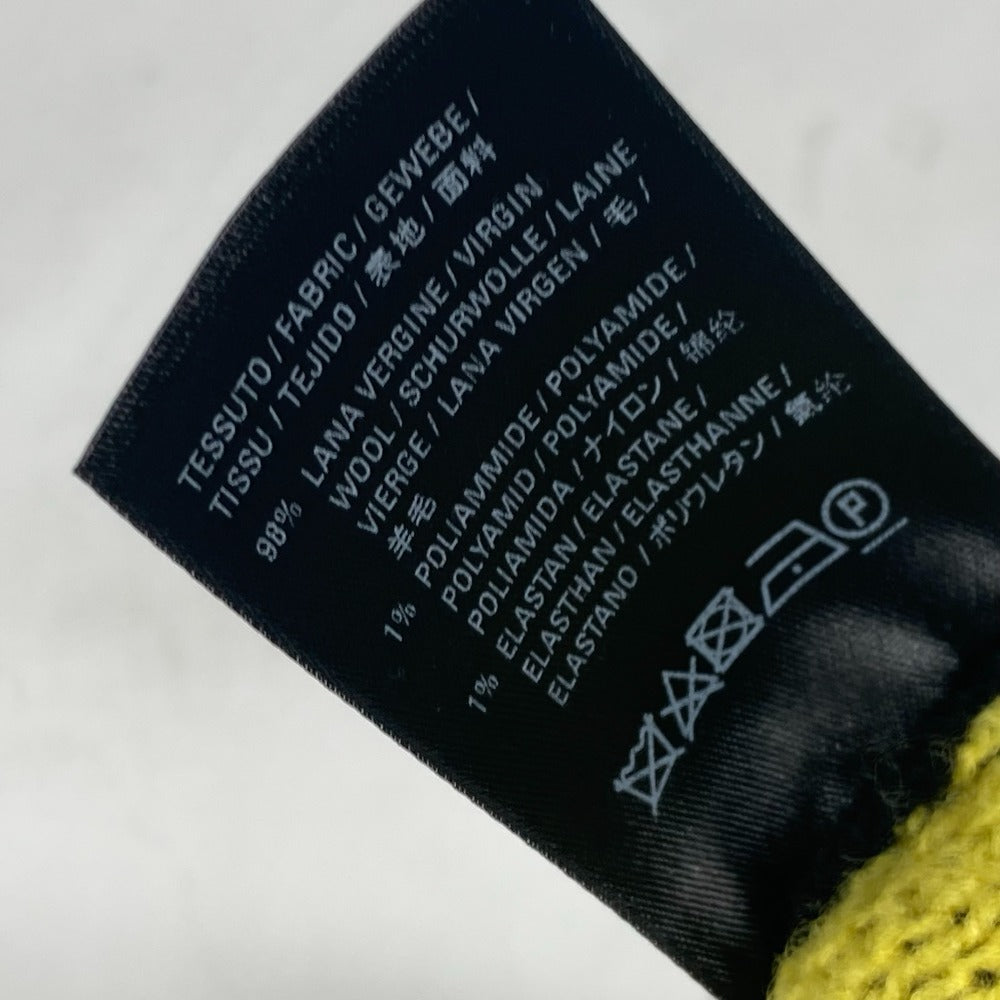 TESSUTO / FABRIC / GEWEBE /
TISSU / TEJIDO / 表地 / 面料
98% LANA VERGINE / VIRGIN
WOOL / SCHURWOLLE / LAINE
VIERGE / LANA VIRGEN / 毛 /
羊毛
1% POLIAMMIDE / POLYAMIDE /
POLYAMID / POLYAMIDE /
POLIAMIDA / ナイロン / 锦纶
1% ELASTAN / ELASTANE /
ELASTHAN / ELASTHANNE /
ELASTANO / ポリウレタン / 氨纶
P